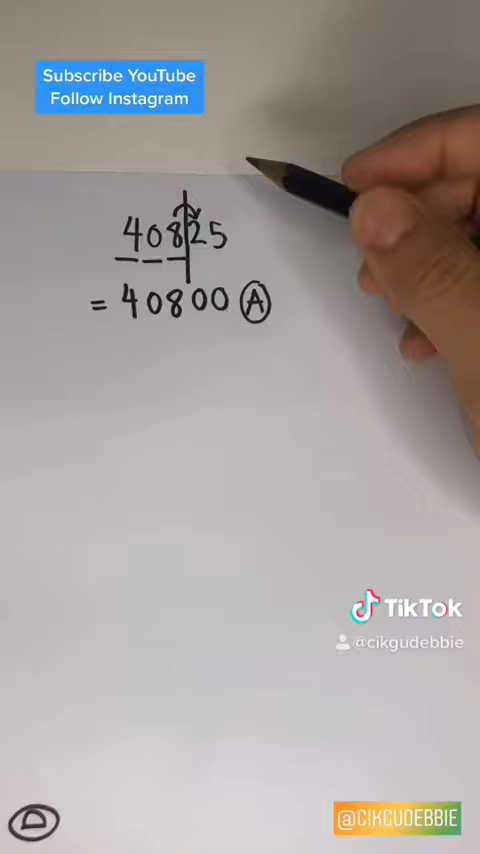 Subscribe YouTube
Follow Instagram
40825
= 40800 A
TikTok
@cikgudebbie
D
@CIKGUDEBBIE